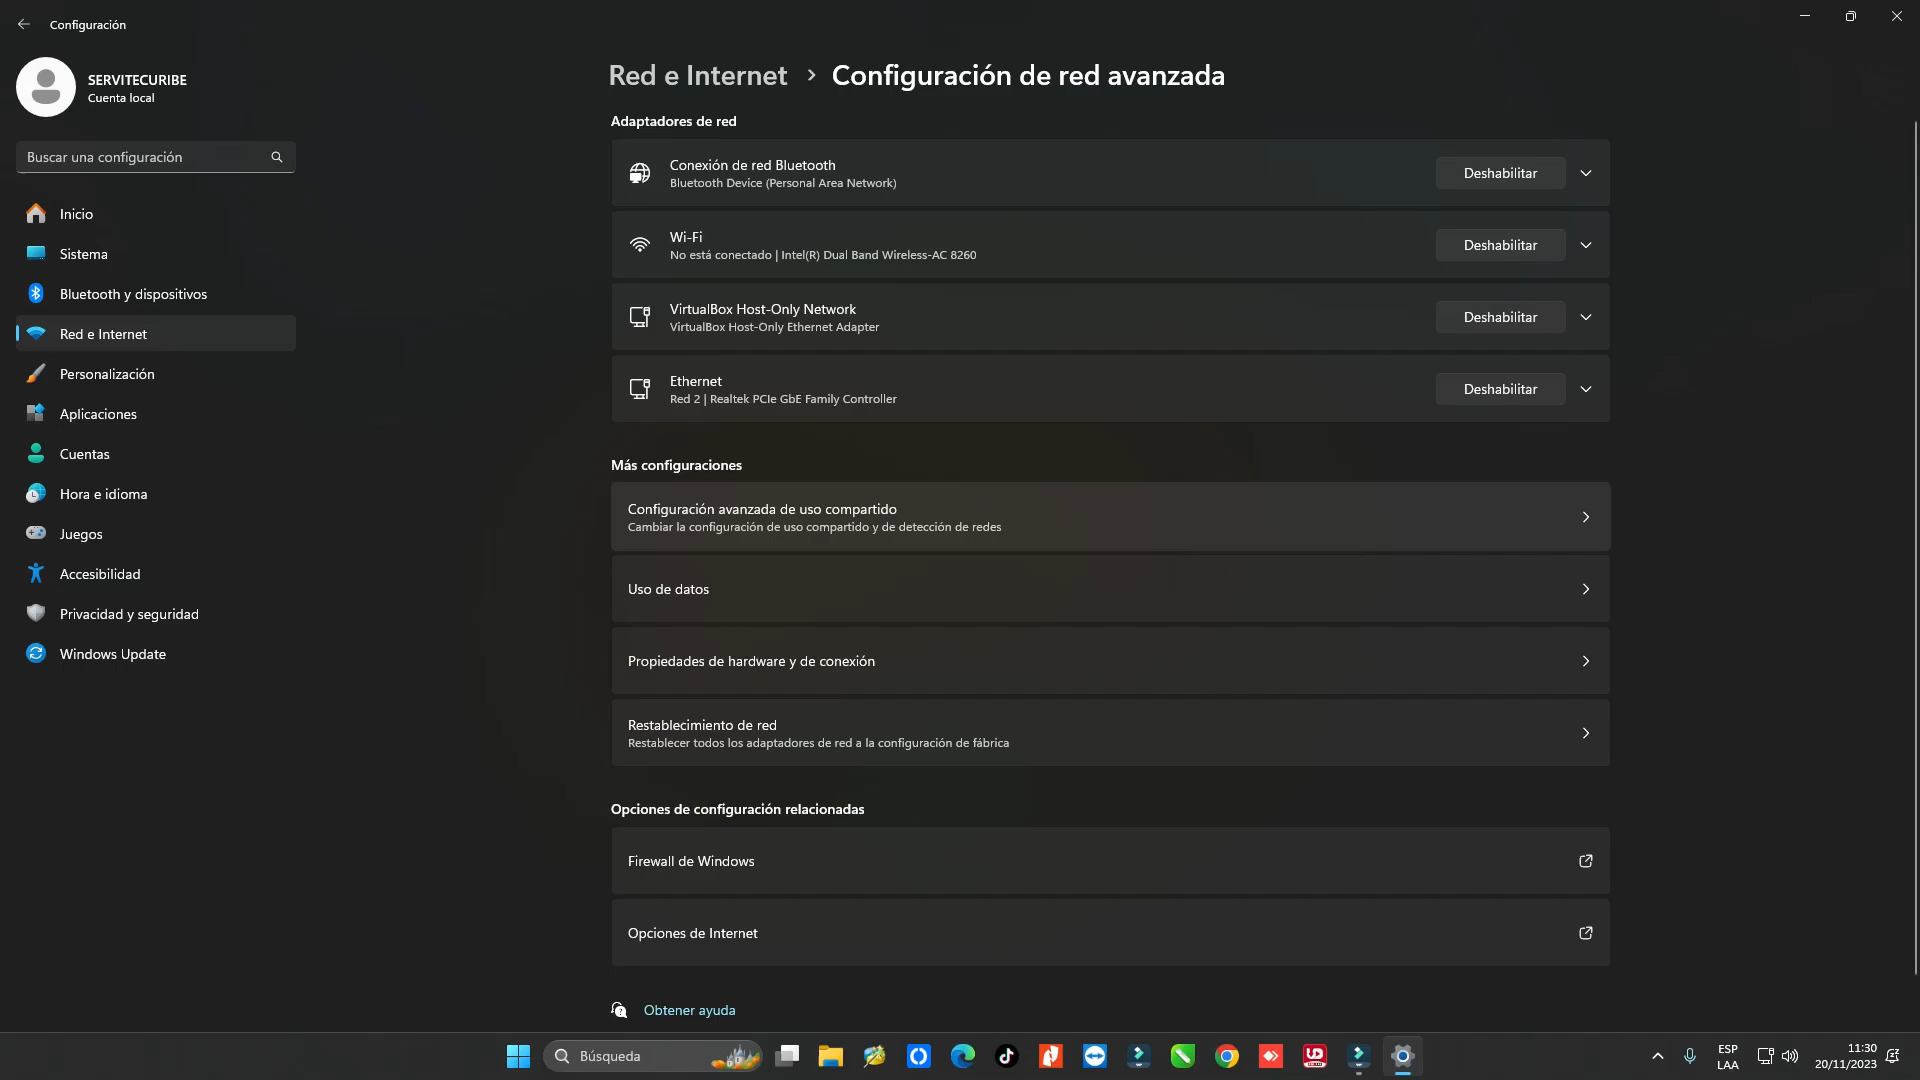 Configuración
SERVITECURIBE
Cuenta local
Buscar una configuración
Inicio
Sistema
Bluetooth y dispositivos
Red e Internet
Personalización
Aplicaciones
Cuentas
Hora e idioma
Juegos
Accesibilidad
Privacidad y seguridad
Windows Update
Red e Internet > Configuración de red avanzada
Adaptadores de red
Conexión de red Bluetooth
Bluetooth Device (Personal Area Network)
Deshabilitar
Wi-Fi
No está conectado | Intel(R) Dual Band Wireless-AC 8260
Deshabilitar
VirtualBox Host-Only Network
VirtualBox Host-Only Ethernet Adapter
Deshabilitar
Ethernet
Red 2 | Realtek PCIe GbE Family Controller
Deshabilitar
Más configuraciones
Configuración avanzada de uso compartido
Cambiar la configuración de uso compartido y de detección de redes
Uso de datos
Propiedades de hardware y de conexión
Restablecimiento de red
Restablecer todos los adaptadores de red a la configuración de fábrica
Opciones de configuración relacionadas
Firewall de Windows
Opciones de Internet
Obtener ayuda
Búsqueda
UD
ESP
LAA
11:30
20/11/2023